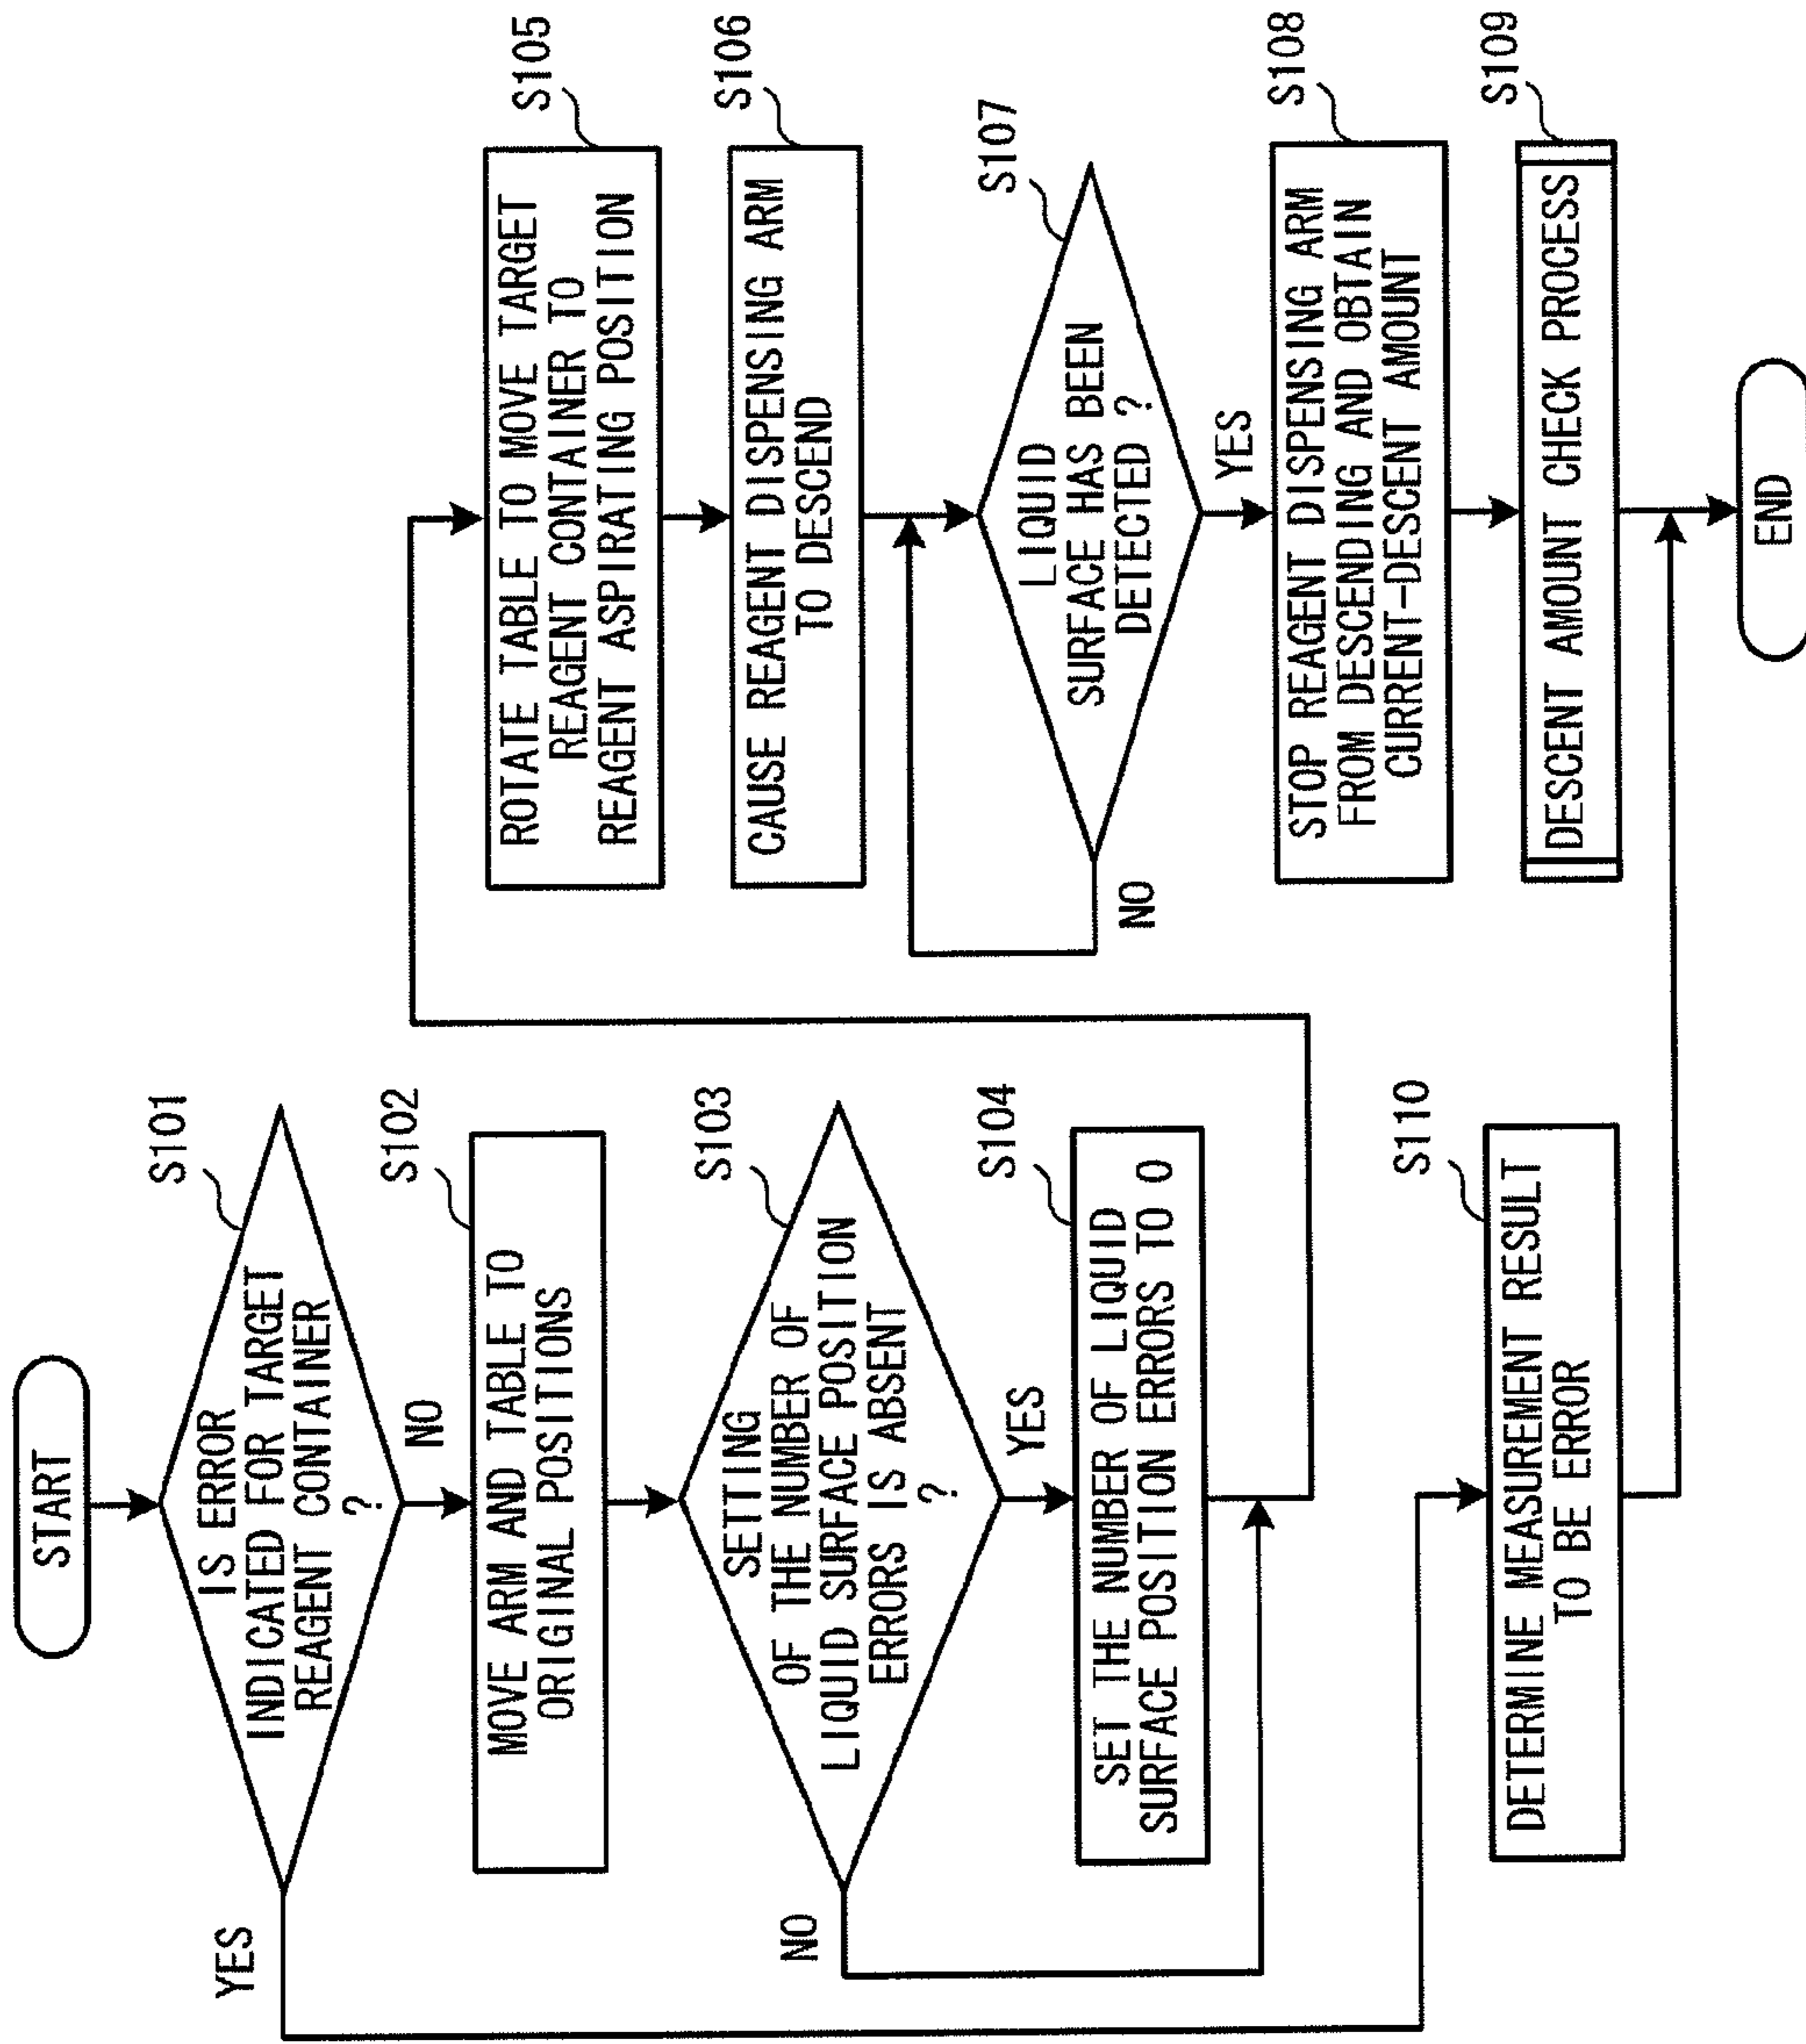 START
S101
IS ERROR
INDICATED FOR TARGET
REAGENT CONTAINER
?
YES
NO
S102
MOVE ARM AND TABLE TO
ORIGINAL POSITIONS
S103
SETTING
OF THE NUMBER OF
LIQUID SURFACE POSITION
ERRORS IS ABSENT
?
NO
YES
S104
SET THE NUMBER OF LIQUID
SURFACE POSITION ERRORS TO 0
S110
DETERMINE MEASUREMENT RESULT
TO BE ERROR
S105
ROTATE TABLE TO MOVE TARGET
REAGENT CONTAINER TO
REAGENT ASPIRATING POSITION
S106
CAUSE REAGENT DISPENSING ARM
TO DESCEND
S107
LIQUID
SURFACE HAS BEEN
DETECTED ?
NO
YES
S108
STOP REAGENT DISPENSING ARM
FROM DESCENDING AND OBTAIN
CURRENT-DESCENT AMOUNT
S109
DESCENT AMOUNT CHECK PROCESS
END